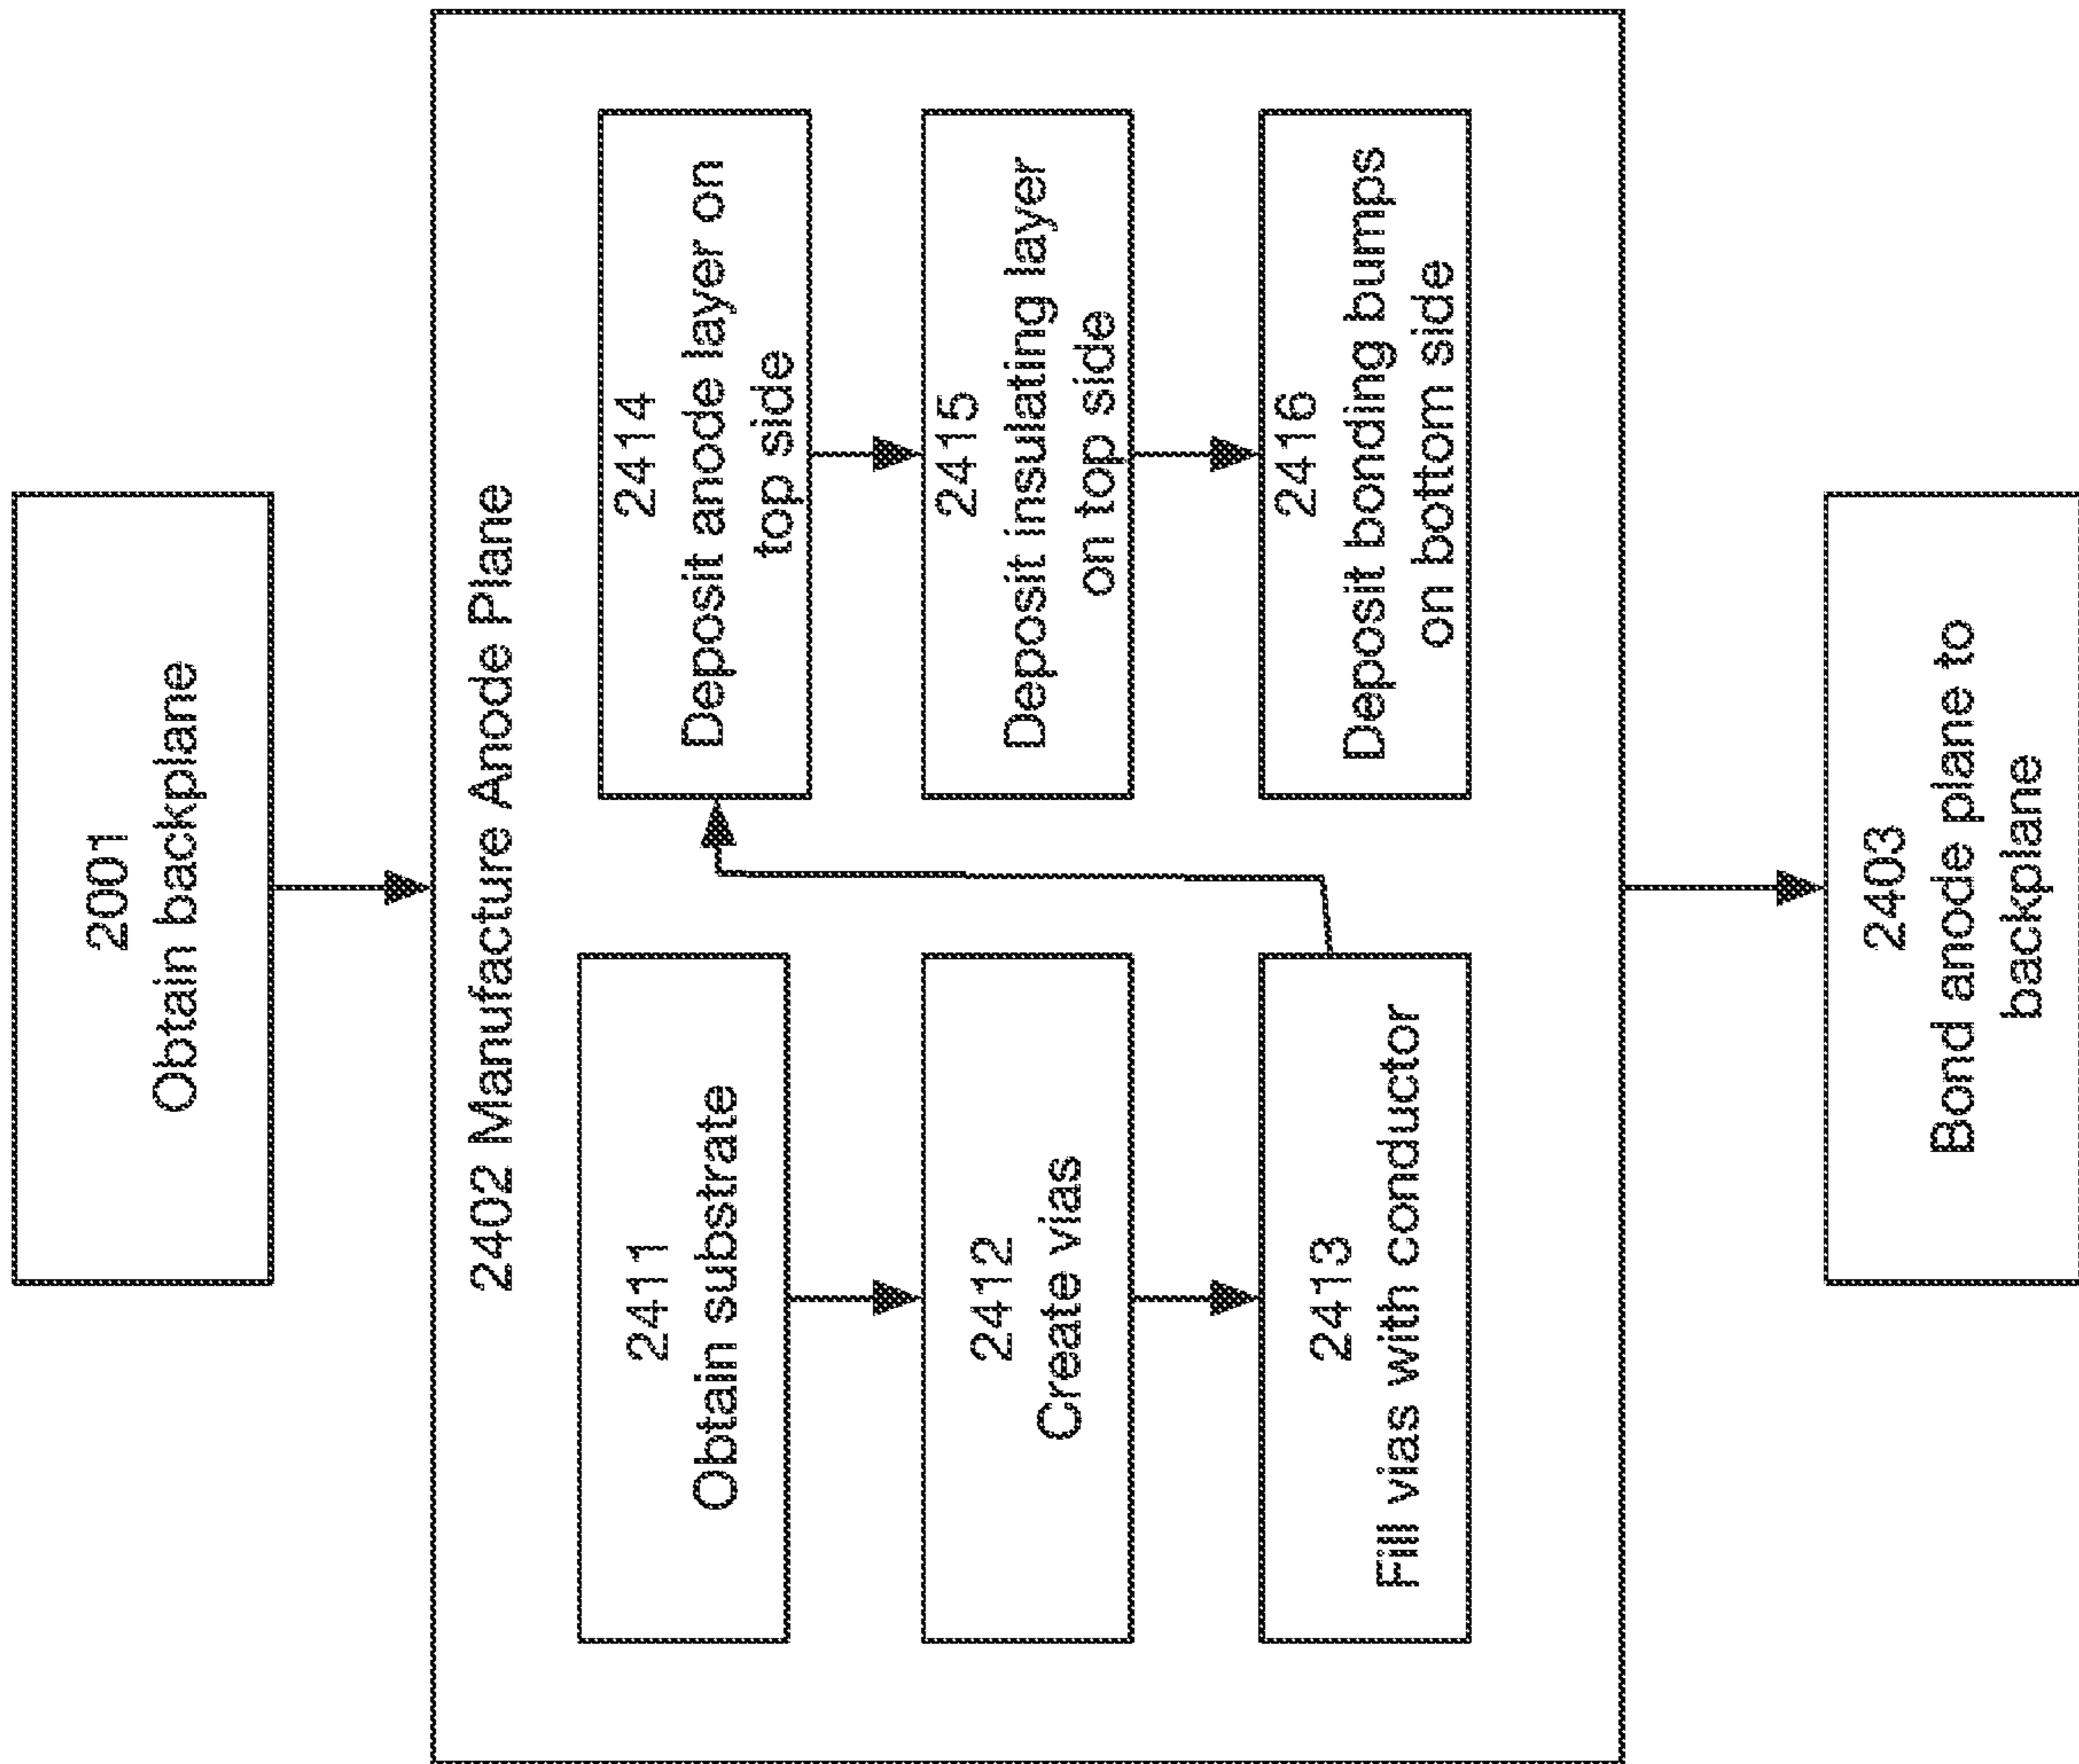 2001
Obtain backplane
2402 Manufacture Anode Plane
2411
Obtain substrate
2412
Create vias
2413
Fill vias with conductor
2414
Deposit anode layer on
top side
2415
Deposit insulating layer
on top side
2416
Deposit bonding bumps
on bottom side
2403
Bond anode plane to
backplane